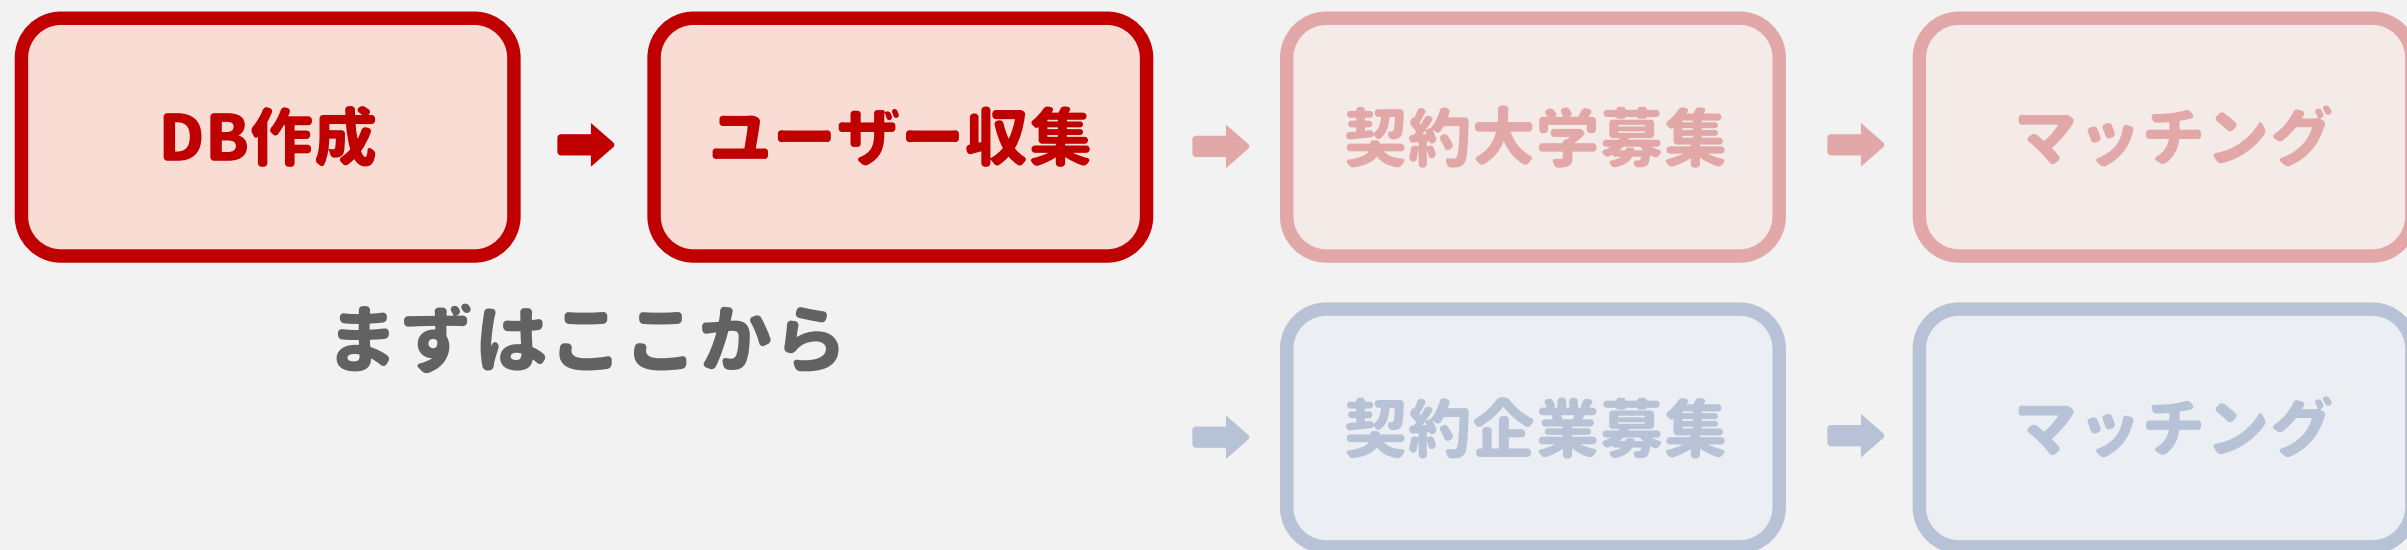 DB作成
ユーザー収集
契約大学募集
マッチング
まずはここから
契約企業募集
マッチング